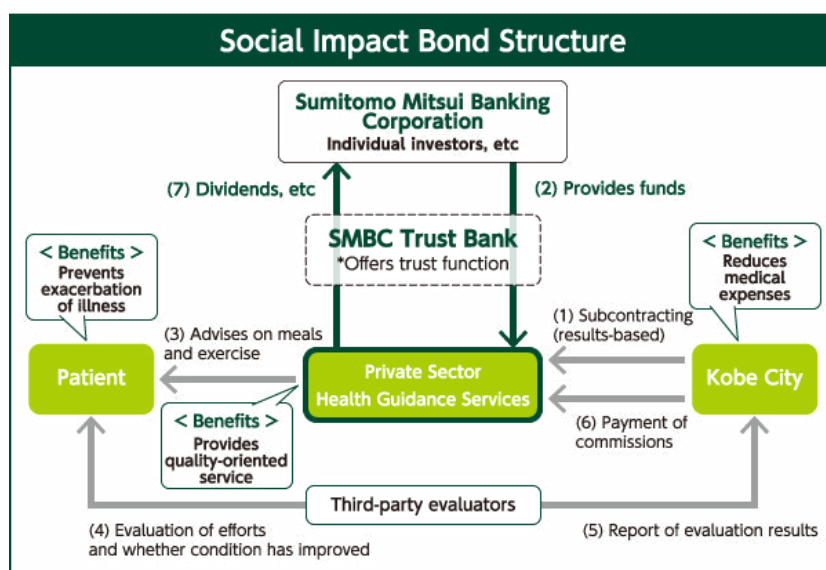 Social Impact Bond Structure
Sumitomo Mitsui Banking
Corporation
Individual investors, etc
(7) Dividends, etc
(2) Provides funds
SMBC Trust Bank
*Offers trust function
< Benefits >
Prevents
exacerbation
of illness
< Benefits >
Reduces
medical
expenses
(3) Advises on meals
and exercise
(1) Subcontracting
(results-based)
Patient
Private Sector
Health Guidance Services
Kobe City
< Benefits >
Provides
quality-oriented
service
(6) Payment of
commissions
Third-party evaluators
(4) Evaluation of efforts
and whether condition has improved
(5) Report of evaluation results